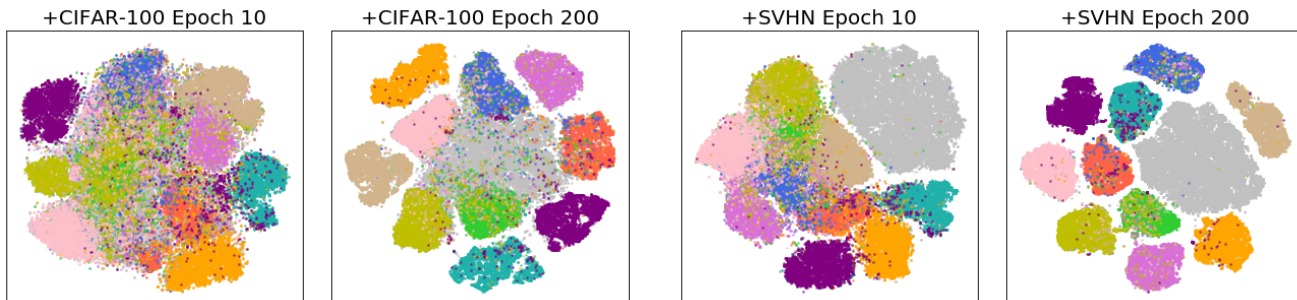 +CIFAR-100 Epoch 10
+CIFAR-100 Epoch 200
+SVHN Epoch 10
+SVHN Epoch 200